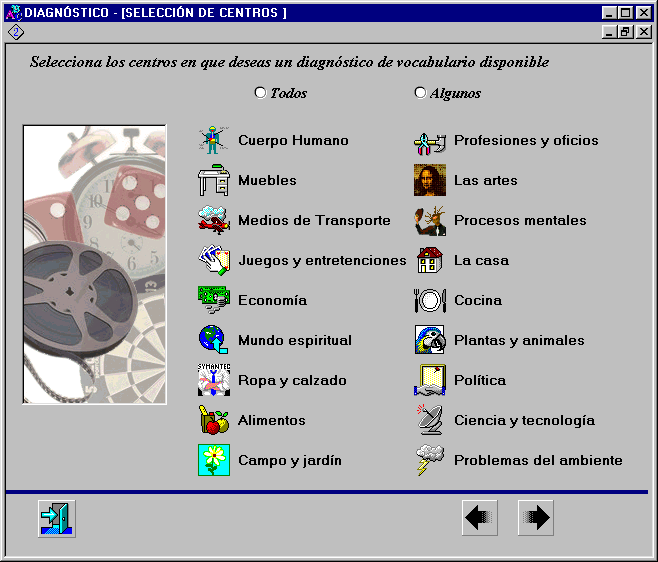 DIAGNÓSTICO - [SELECCIÓN DE CENTROS ]
2
Selecciona los centros en que deseas un diagnóstico de vocabulario disponible
Todos
Algunos
Cuerpo Humano
Profesiones y oficios
Muebles
Las artes
Medios de Transporte
Procesos mentales
Juegos y entretenciones
La casa
Economía
Cocina
Mundo espiritual
Plantas y animales
SYMANTEC
Ropa y calzado
Política
Alimentos
Ciencia y tecnología
Campo y jardín
Problemas del ambiente